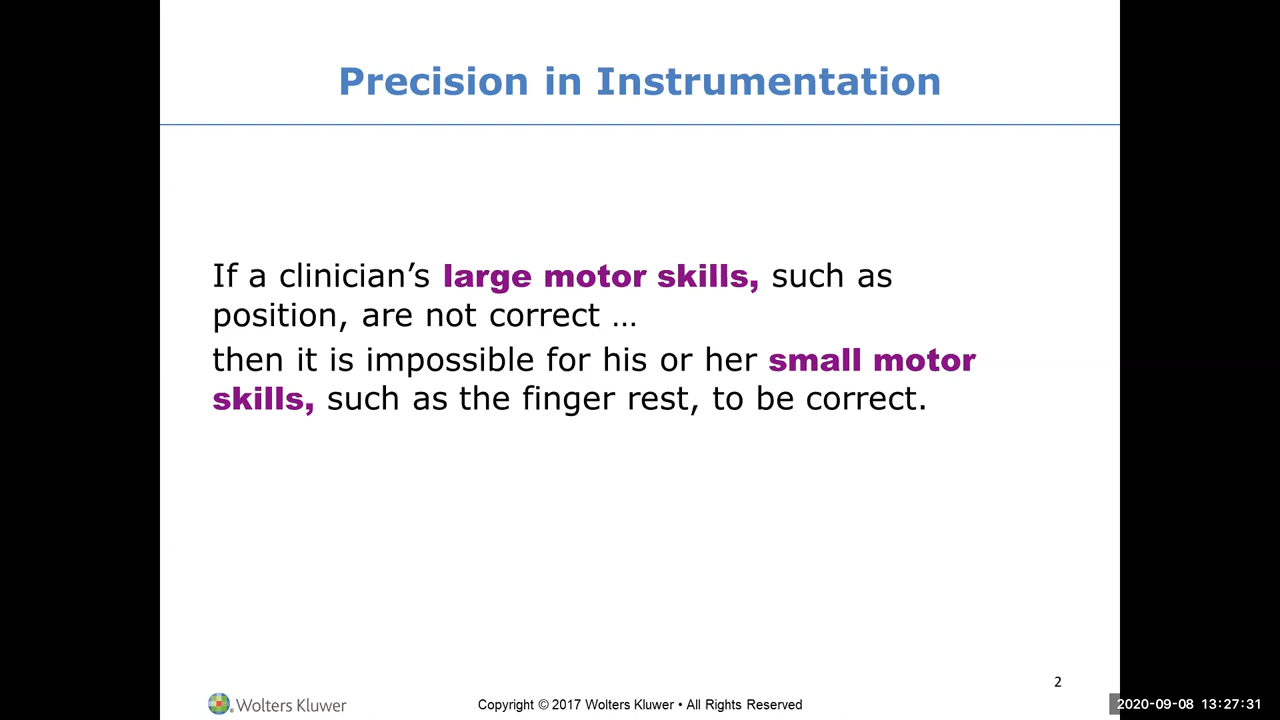 Precision in Instrumentation
If a clinician’s large motor skills, such as
position, are not correct …
then it is impossible for his or her small motor
skills, such as the finger rest, to be correct.
2
Wolters Kluwer
Copyright © 2017 Wolters Kluwer • All Rights Reserved
2020-09-08 13:27:31